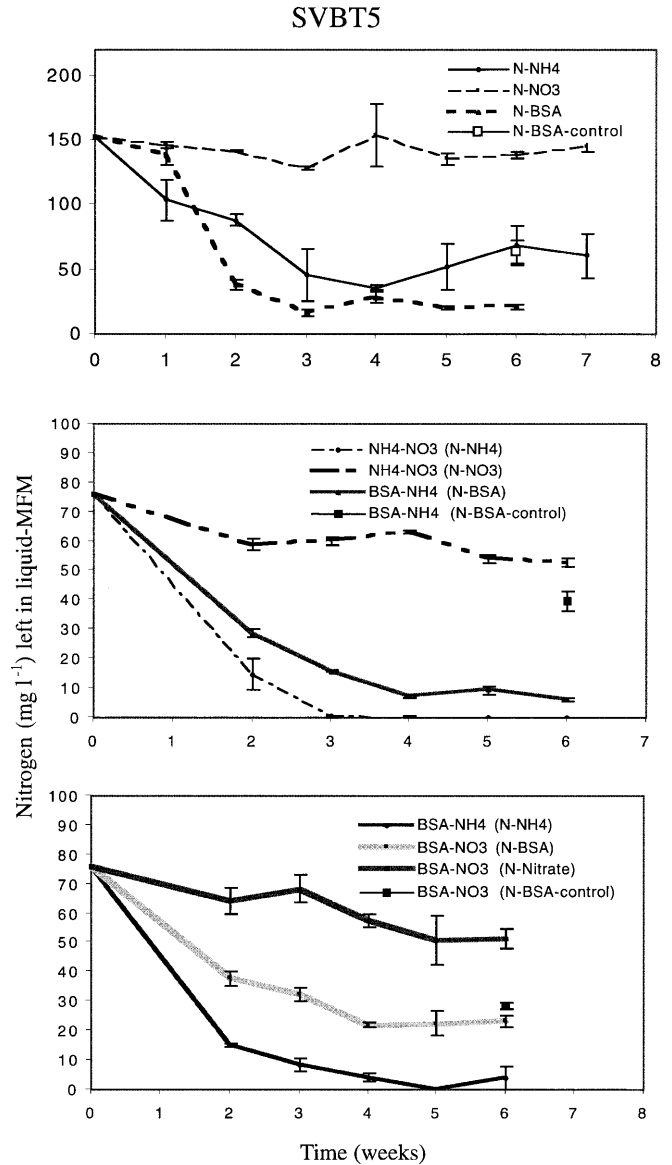 SVBT5
200
150
100
50
0
0 1 2 3 4 5 6 7 8
N-NH4
N-NO3
N-BSA
N-BSA-control
Nitrogen (mg l-1) left in liquid-MFM
100
90
80
70
60
50
40
30
20
10
0
0 1 2 3 4 5 6 7
NH4-NO3 (N-NH4)
NH4-NO3 (N-NO3)
BSA-NH4 (N-BSA)
BSA-NH4 (N-BSA-control)
100
90
80
70
60
50
40
30
20
10
0
0 1 2 3 4 5 6 7 8
BSA-NH4 (N-NH4)
BSA-NO3 (N-BSA)
BSA-NO3 (N-Nitrate)
BSA-NO3 (N-BSA-control)
Time (weeks)